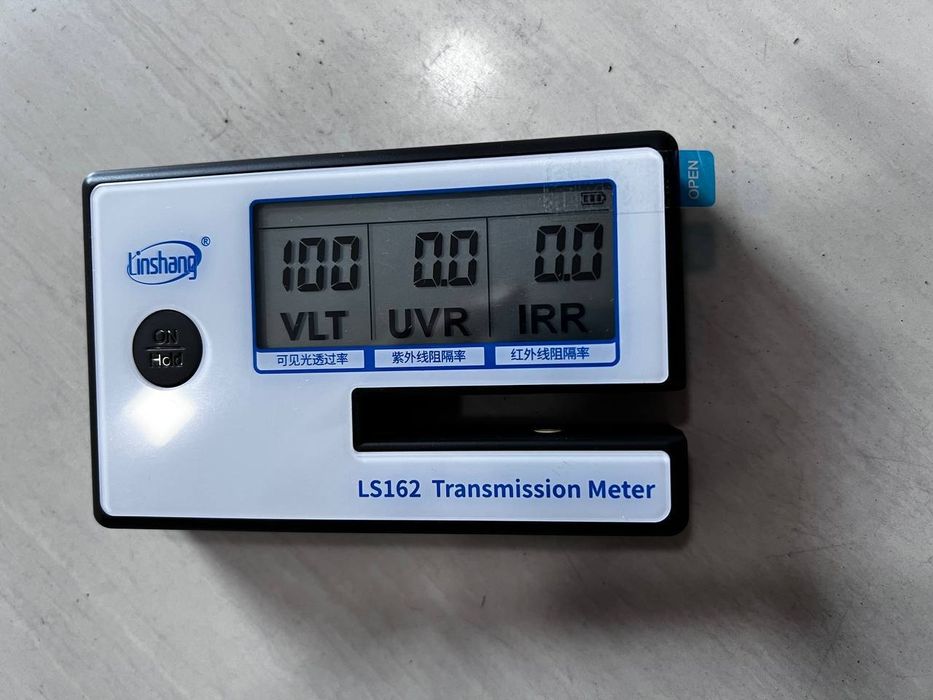 OPEN
Linshang®
100 0.0 0.0
VLT UVR IRR
可见光透过率 紫外线阻隔率 红外线阻隔率
ON
Hold
LS162 Transmission Meter